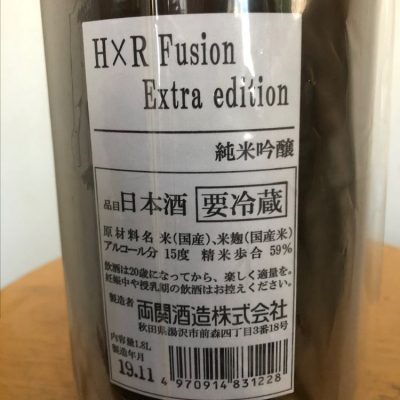 H×R Fusion
Extra edition
純米吟醸
品目 日本酒 要冷蔵
原材料名 米(国産)、米麹(国産米)
アルコール分 15度 精米歩合 59%
飲酒は20歳になってから、楽しく適量を。
妊娠中や授乳期の飲酒はお控えください。
製造者 両関酒造株式会社
秋田県湯沢市前森四丁目3番18号
内容量1.8L
製造年月
19.11
4 970914 831228